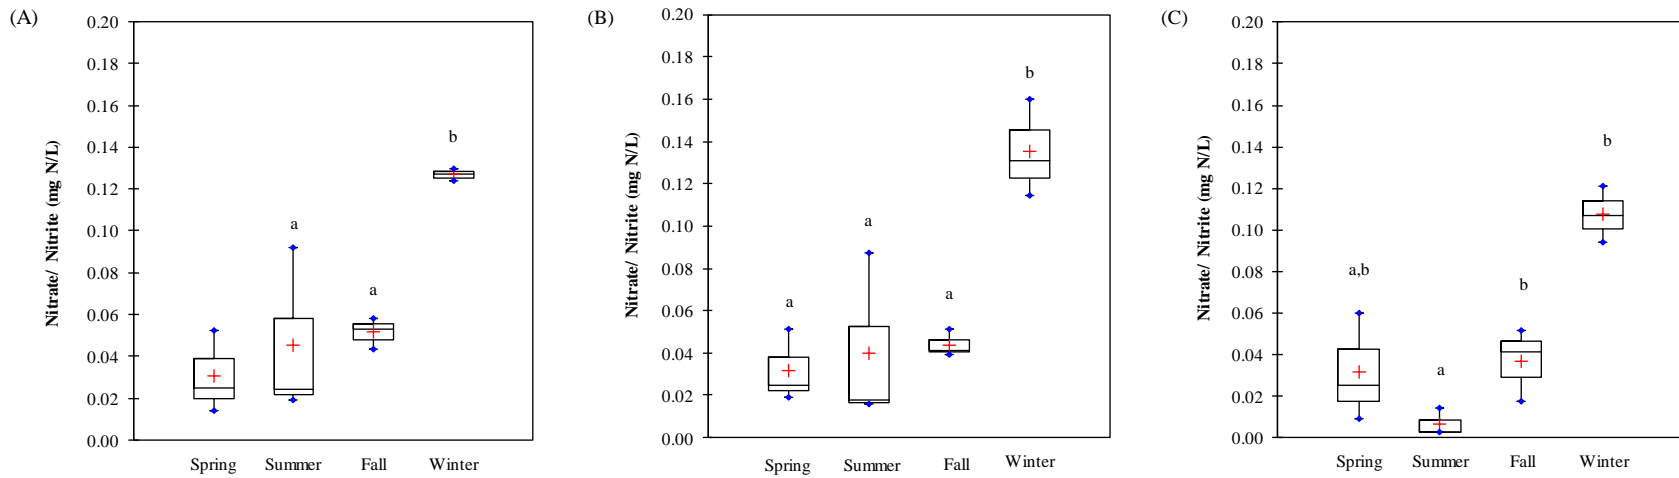 (A)
Nitrate/ Nitrite (mg N/L)
0.20
0.18
0.16
0.14
0.12
0.10
0.08
0.06
0.04
0.02
0.00
a
a
b
Spring Summer Fall Winter
(B)
Nitrate/ Nitrite (mg N/L)
0.20
0.18
0.16
0.14
0.12
0.10
0.08
0.06
0.04
0.02
0.00
a
a
a
b
Spring Summer Fall Winter
(C)
Nitrate/ Nitrite (mg N/L)
0.20
0.18
0.16
0.14
0.12
0.10
0.08
0.06
0.04
0.02
0.00
a,b
a
b
b
Spring Summer Fall Winter